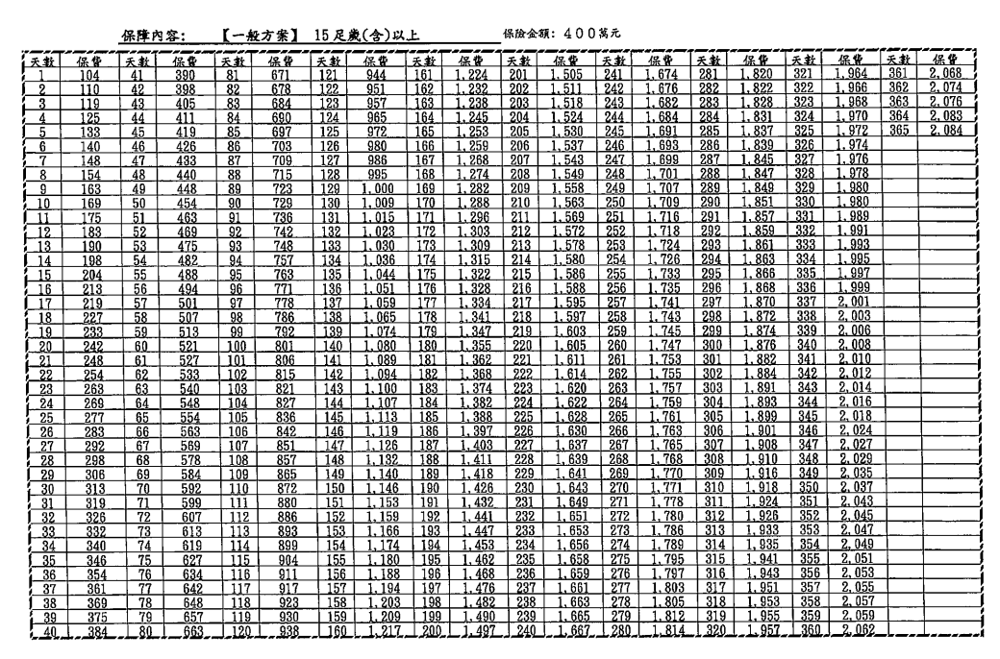 保障內容: 【一般方案】 15足歲(含)以上 保險金額: 400萬元
天數 保費 天數 保費 天數 保費 天數 保費 天數 保費 天數 保費 天數 保費 天數 保費 天數 保費 天數 保費
1 104 41 390 81 671 121 944 161 1,224 201 1,505 241 1,674 281 1,820 321 1,964 361 2,068
2 110 42 398 82 678 122 951 162 1,232 202 1,511 242 1,676 282 1,822 322 1,966 362 2,074
3 119 43 405 83 684 123 957 163 1,238 203 1,518 243 1,682 283 1,828 323 1,968 363 2,076
4 125 44 411 84 690 124 965 164 1,245 204 1,524 244 1,684 284 1,831 324 1,970 364 2,083
5 133 45 419 85 697 125 972 165 1,253 205 1,530 245 1,691 285 1,837 325 1,972 365 2,084
6 140 46 426 86 703 126 980 166 1,259 206 1,537 246 1,693 286 1,839 326 1,974
7 148 47 433 87 709 127 986 167 1,268 207 1,543 247 1,699 287 1,845 327 1,976
8 154 48 440 88 715 128 995 168 1,274 208 1,549 248 1,701 288 1,847 328 1,978
9 163 49 448 89 723 129 1,000 169 1,282 209 1,558 249 1,707 289 1,849 329 1,980
10 169 50 454 90 729 130 1,009 170 1,288 210 1,563 250 1,709 290 1,851 330 1,980
11 175 51 463 91 736 131 1,015 171 1,296 211 1,569 251 1,716 291 1,857 331 1,989
12 183 52 469 92 742 132 1,023 172 1,303 212 1,572 252 1,718 292 1,859 332 1,991
13 190 53 475 93 748 133 1,030 173 1,309 213 1,578 253 1,724 293 1,861 333 1,993
14 198 54 482 94 757 134 1,036 174 1,315 214 1,580 254 1,726 294 1,863 334 1,995
15 204 55 488 95 763 135 1,044 175 1,322 215 1,586 255 1,733 295 1,866 335 1,997
16 213 56 494 96 771 136 1,051 176 1,328 216 1,588 256 1,735 296 1,868 336 1,999
17 219 57 501 97 778 137 1,059 177 1,334 217 1,595 257 1,741 297 1,870 337 2,001
18 227 58 507 98 786 138 1,065 178 1,341 218 1,597 258 1,743 298 1,872 338 2,003
19 233 59 513 99 792 139 1,074 179 1,347 219 1,603 259 1,745 299 1,874 339 2,006
20 242 60 521 100 801 140 1,080 180 1,355 220 1,605 260 1,747 300 1,876 340 2,008
21 248 61 527 101 806 141 1,089 181 1,362 221 1,611 261 1,753 301 1,882 341 2,010
22 254 62 533 102 815 142 1,094 182 1,368 222 1,614 262 1,755 302 1,884 342 2,012
23 263 63 540 103 821 143 1,100 183 1,374 223 1,620 263 1,757 303 1,891 343 2,014
24 269 64 548 104 827 144 1,107 184 1,382 224 1,622 264 1,759 304 1,893 344 2,016
25 277 65 554 105 836 145 1,113 185 1,388 225 1,628 265 1,761 305 1,899 345 2,018
26 283 66 563 106 842 146 1,119 186 1,397 226 1,630 266 1,763 306 1,901 346 2,024
27 292 67 569 107 851 147 1,126 187 1,403 227 1,637 267 1,765 307 1,908 347 2,027
28 298 68 578 108 857 148 1,132 188 1,411 228 1,639 268 1,768 308 1,910 348 2,029
29 306 69 584 109 865 149 1,140 189 1,418 229 1,641 269 1,770 309 1,916 349 2,035
30 313 70 592 110 872 150 1,146 190 1,426 230 1,643 270 1,771 310 1,918 350 2,037
31 319 71 599 111 880 151 1,153 191 1,432 231 1,649 271 1,778 311 1,924 351 2,043
32 326 72 607 112 886 152 1,159 192 1,441 232 1,651 272 1,780 312 1,926 352 2,045
33 332 73 613 113 893 153 1,166 193 1,447 233 1,653 273 1,786 313 1,933 353 2,047
34 340 74 619 114 899 154 1,174 194 1,453 234 1,656 274 1,789 314 1,935 354 2,049
35 346 75 627 115 904 155 1,180 195 1,462 235 1,658 275 1,795 315 1,941 355 2,051
36 354 76 634 116 911 156 1,188 196 1,468 236 1,659 276 1,797 316 1,943 356 2,053
37 361 77 642 117 917 157 1,194 197 1,476 237 1,661 277 1,803 317 1,951 357 2,055
38 369 78 648 118 923 158 1,203 198 1,482 238 1,663 278 1,805 318 1,953 358 2,057
39 375 79 657 119 930 159 1,209 199 1,490 239 1,665 279 1,812 319 1,955 359 2,059
40 384 80 663 120 938 160 1,217 200 1,497 240 1,667 280 1,814 320 1,957 360 2,062